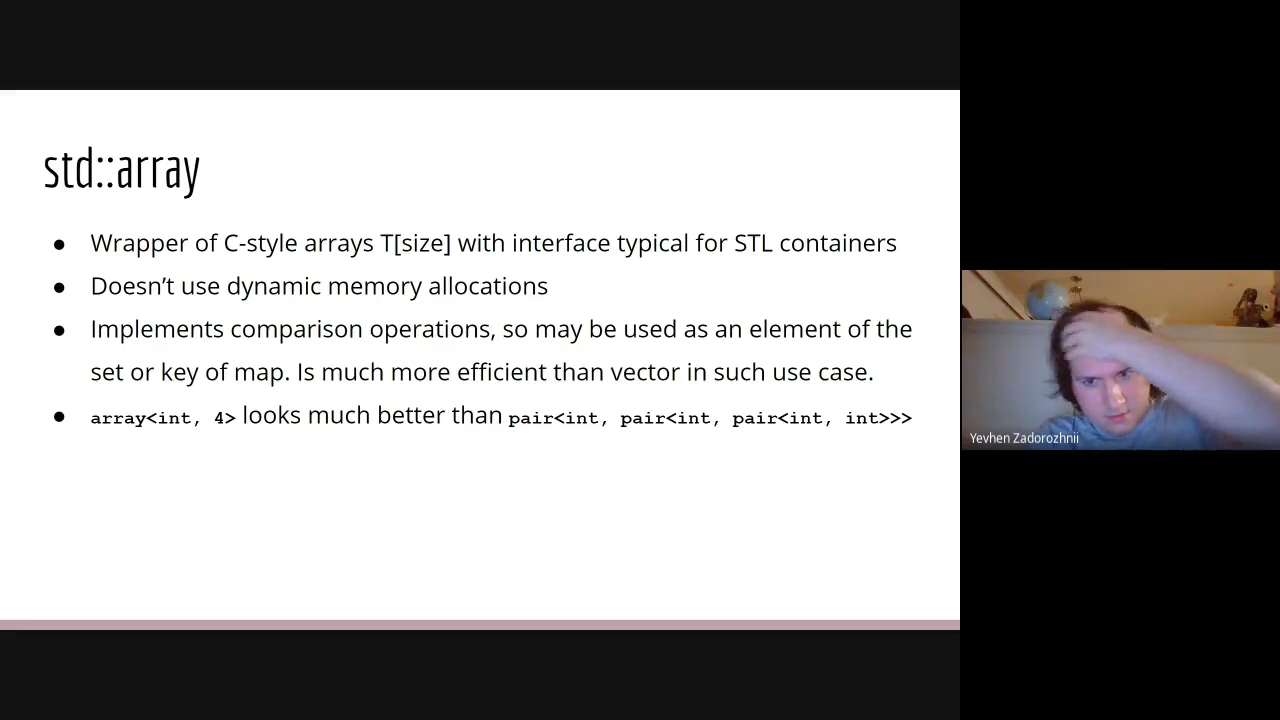 std::array
● Wrapper of C-style arrays T[size] with interface typical for STL containers
● Doesn’t use dynamic memory allocations
● Implements comparison operations, so may be used as an element of the
set or key of map. Is much more efficient than vector in such use case.
● array<int, 4> looks much better than pair<int, pair<int, pair<int, int>>>
Yevhen Zadorozhnii